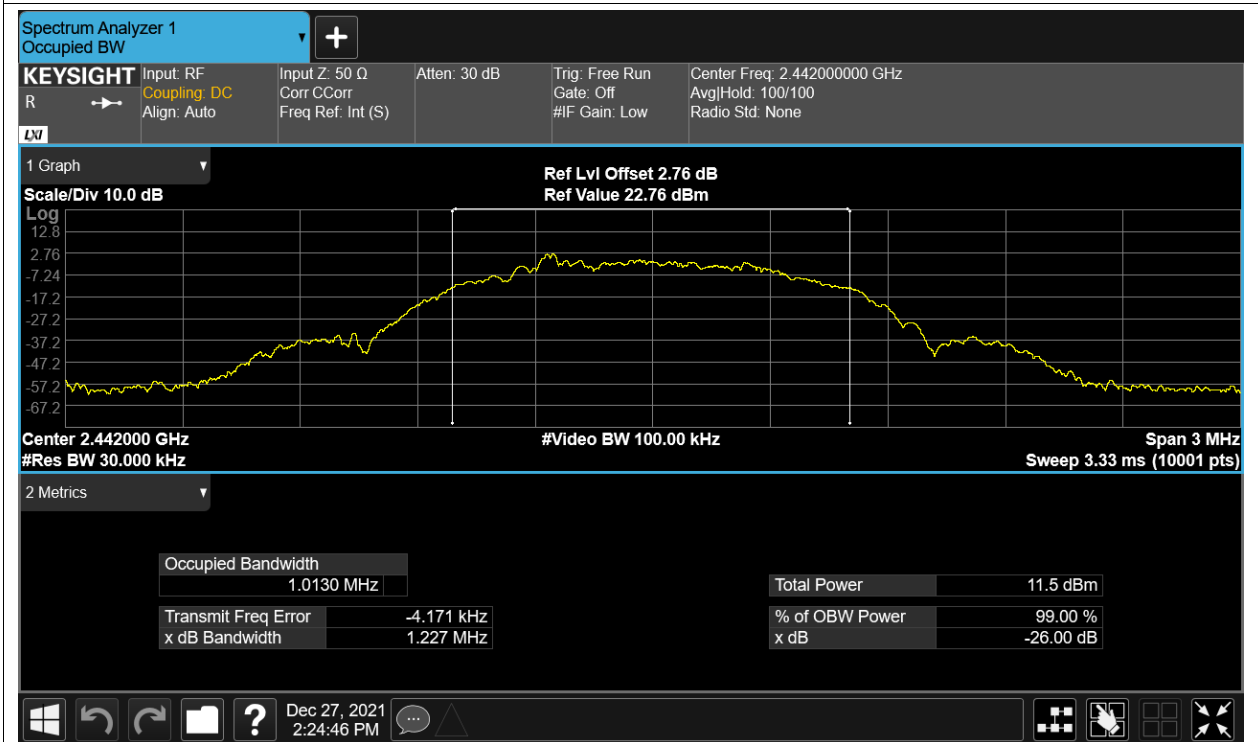 Spectrum Analyzer 1
Occupied BW
KEYSIGHT
R
LXI
Input: RF
Coupling: DC
Align: Auto
Input Z: 50 Ω
Corr CCorr
Freq Ref: Int (S)
Atten: 30 dB
Trig: Free Run
Gate: Off
#IF Gain: Low
Center Freq: 2.442000000 GHz
Avg|Hold: 100/100
Radio Std: None
1 Graph
Scale/Div 10.0 dB
Ref Lvl Offset 2.76 dB
Ref Value 22.76 dBm
Log
12.8
2.76
-7.24
-17.2
-27.2
-37.2
-47.2
-57.2
-67.2
Center 2.442000 GHz
#Res BW 30.000 kHz
#Video BW 100.00 kHz
Span 3 MHz
Sweep 3.33 ms (10001 pts)
2 Metrics
Occupied Bandwidth
1.0130 MHz
Transmit Freq Error -4.171 kHz
x dB Bandwidth 1.227 MHz
Total Power 11.5 dBm
% of OBW Power 99.00 %
x dB -26.00 dB
?
Dec 27, 2021
2:24:46 PM